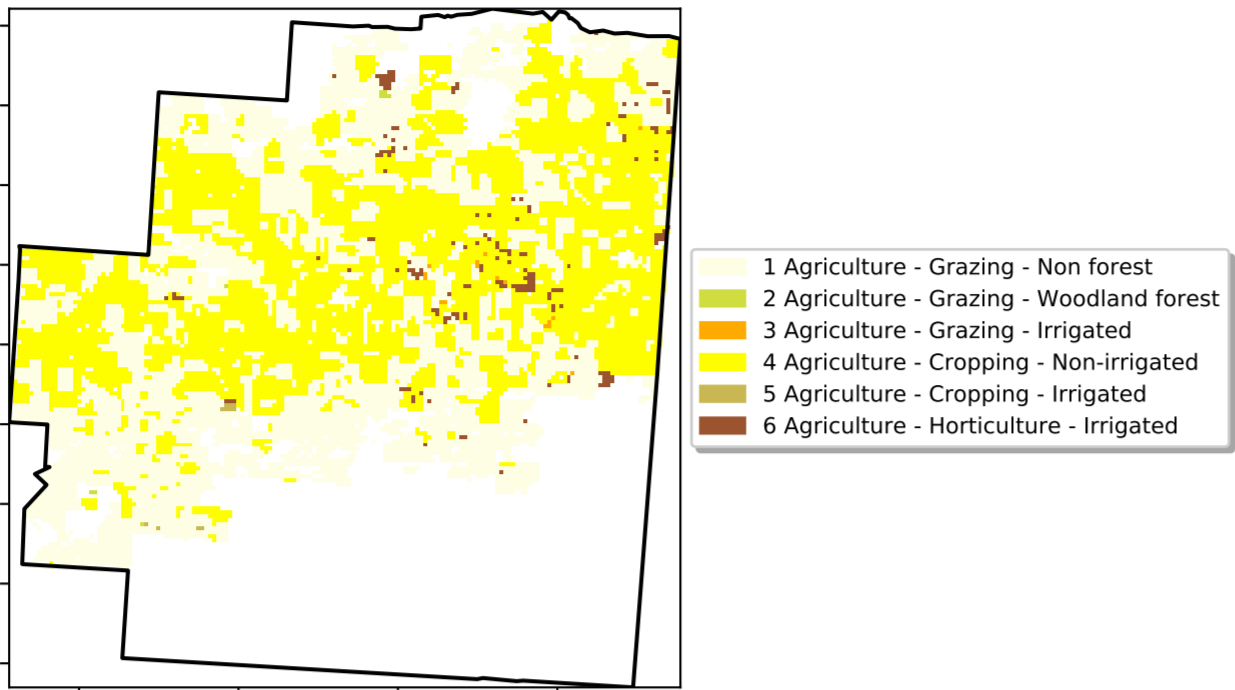 1 Agriculture - Grazing - Non forest
2 Agriculture - Grazing - Woodland forest
3 Agriculture - Grazing - Irrigated
4 Agriculture - Cropping - Non-irrigated
5 Agriculture - Cropping - Irrigated
6 Agriculture - Horticulture - Irrigated